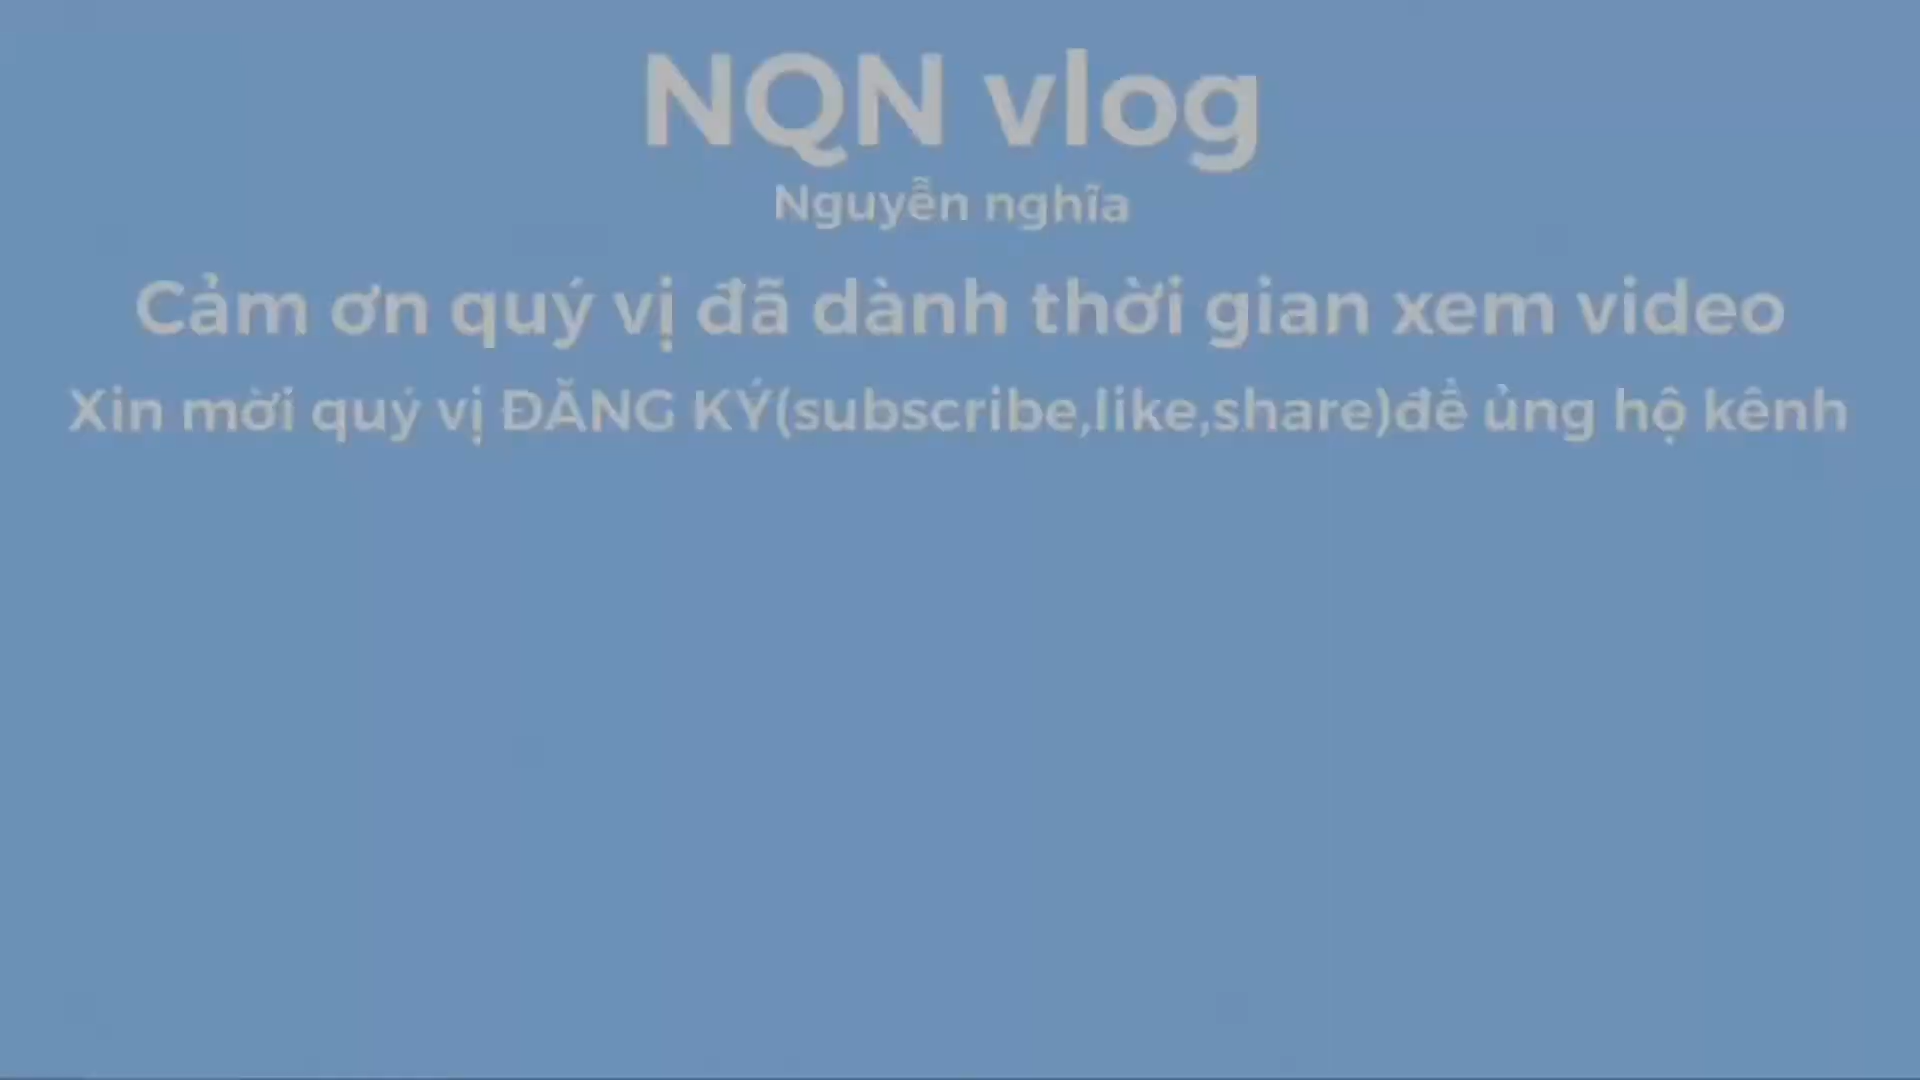 NQN vlog
Nguyễn nghĩa
Cảm ơn quý vị đã dành thời gian xem video
Xin mời quý vị ĐĂNG KÝ(subscribe,like,share)để ủng hộ kênh